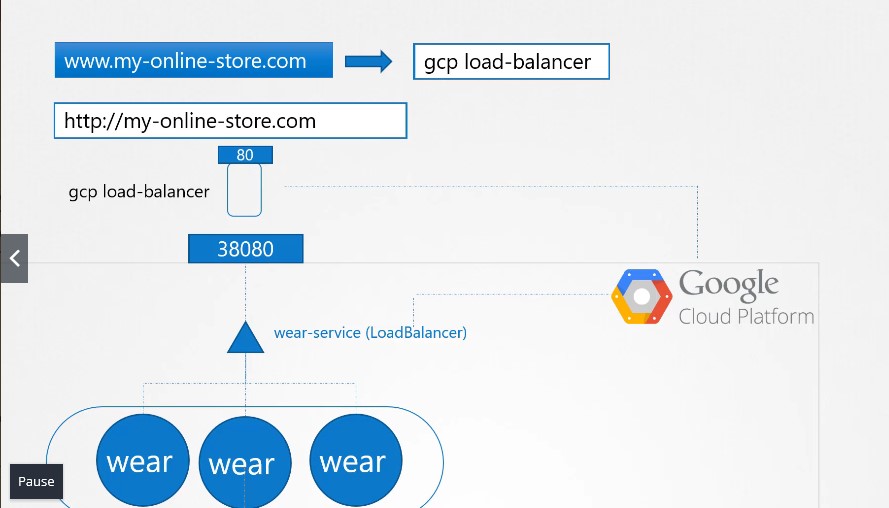 www.my-online-store.com
gcp load-balancer
http://my-online-store.com
80
gcp load-balancer
38080
Google
Cloud Platform
wear-service (LoadBalancer)
wear
wear
wear
Pause